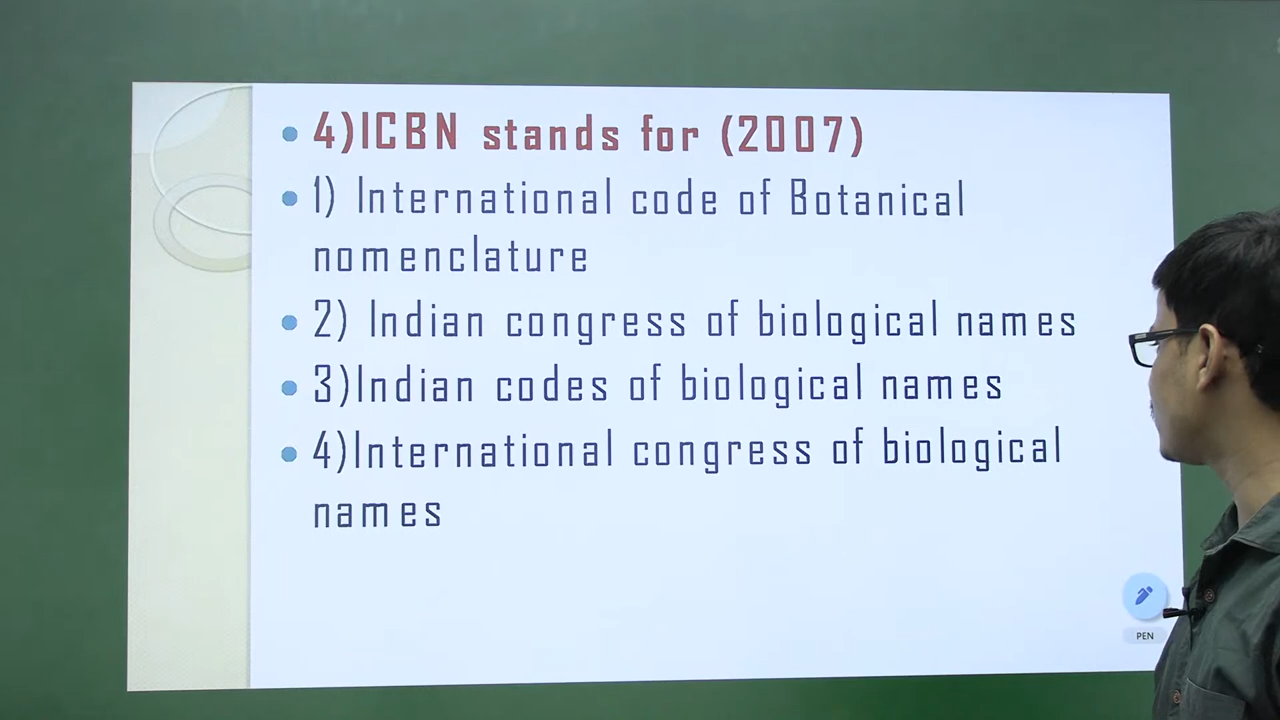 4)ICBN stands for (2007)
1) International code of Botanical
nomenclature
2) Indian congress of biological names
3)Indian codes of biological names
4)International congress of biological
names
PEN